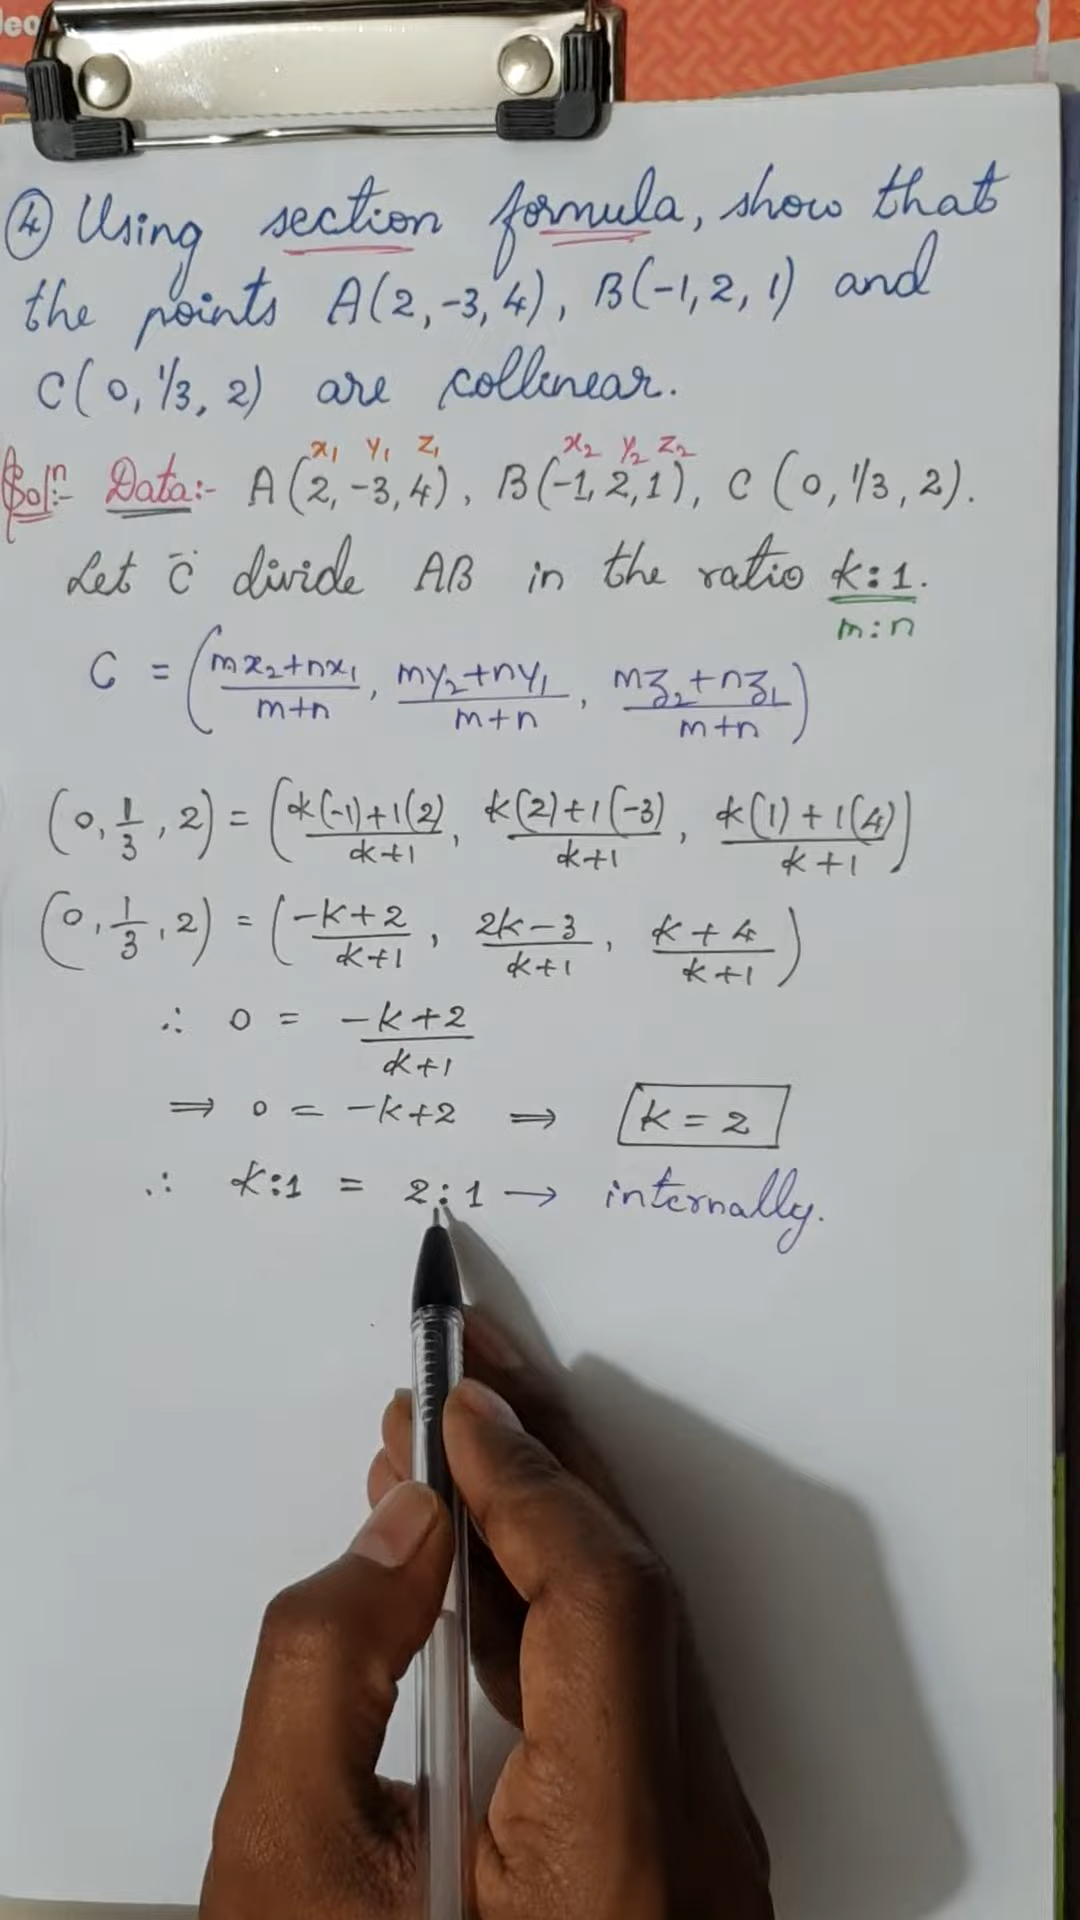 ④ Using section formula, show that
the points A(2,-3,4), B(-1,2,1) and
C(0,1/3,2) are collinear.
x₁ y₁ z₁ x₂ y₂ z₂
Solⁿ:- Data:- A(2,-3,4), B(-1,2,1), C(0,1/3,2).
Let C divide AB in the ratio k:1.
m:n
C = ((mx₂+nx₁)/(m+n), (my₂+ny₁)/(m+n), (mz₂+nz₁)/(m+n))
(0, 1/3, 2) = ((k(-1)+1(2))/(k+1), (k(2)+1(-3))/(k+1), (k(1)+1(4))/(k+1))
(0, 1/3, 2) = ((-k+2)/(k+1), (2k-3)/(k+1), (k+4)/(k+1))
∴ 0 = (-k+2)/(k+1)
⇒ 0 = -k+2 ⇒ k = 2
∴ k:1 = 2:1 → internally.